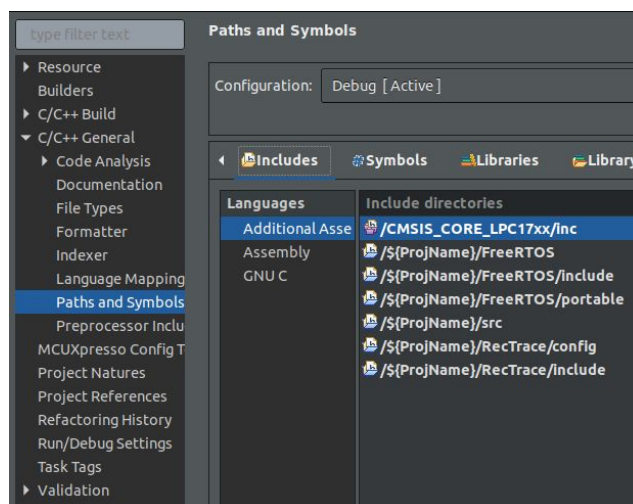 type filter text
Resource
Builders
C/C++ Build
C/C++ General
Code Analysis
Documentation
File Types
Formatter
Indexer
Language Mapping
Paths and Symbols
Preprocessor Inclu
MCUXpresso Config T
Project Natures
Project References
Refactoring History
Run/Debug Settings
Task Tags
Validation
Paths and Symbols
Configuration: Debug [ Active ]
Includes Symbols Libraries Library
Languages
Additional Asse
Assembly
GNU C
Include directories
/CMSIS_CORE_LPC17xx/inc
/${ProjName}/FreeRTOS
/${ProjName}/FreeRTOS/include
/${ProjName}/FreeRTOS/portable
/${ProjName}/src
/${ProjName}/RecTrace/config
/${ProjName}/RecTrace/include